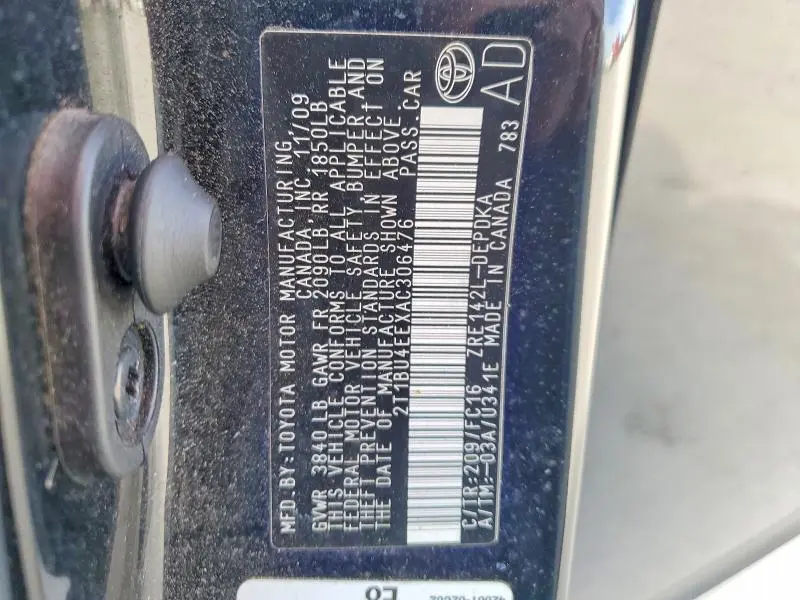 MFD.BY:TOYOTA MOTOR MANUFACTURING,
CANADA,INC. 11/09
GVWR 3840LB GAWR FR 2090LB,RR 1850LB
THIS VEHICLE CONFORMS TO ALL APPLICABLE
FEDERAL MOTOR VEHICLE SAFETY, BUMPER, AND
THEFT PREVENTION STANDARDS IN EFFECT ON
THE DATE OF MANUFACTURE SHOWN ABOVE.
2T1BU4EEXAC306476 PASS.CAR
C/TR:209/FC16 ZRE142L-DEPDKA
A/TM:-03A/U341E MADE IN CANADA 783
AD
E8